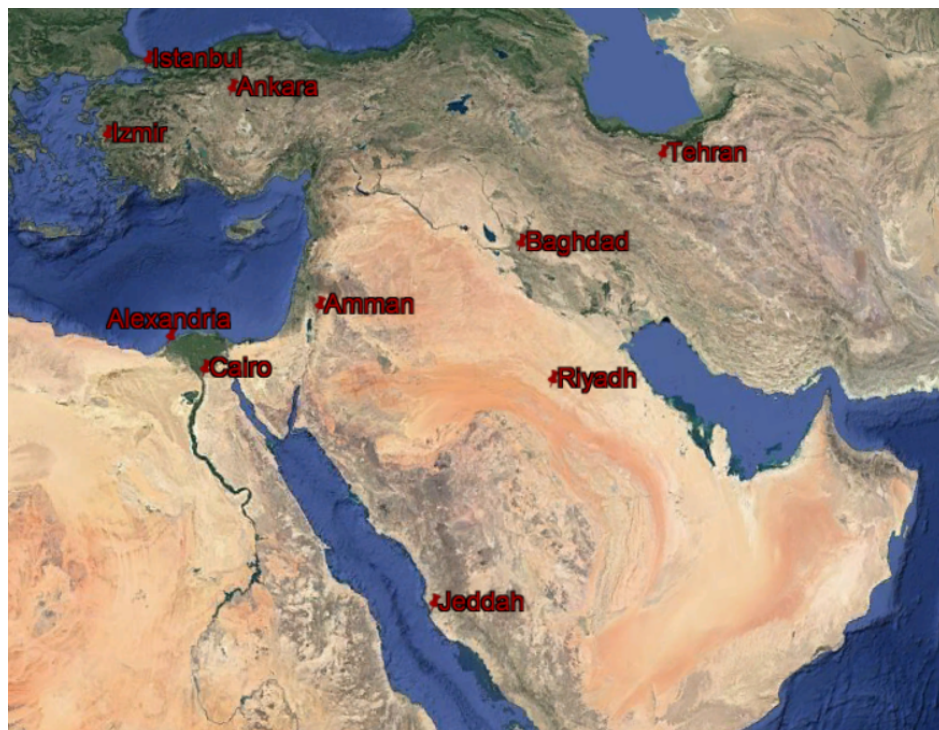 Istanbul
Ankara
Izmir
Tehran
Baghdad
Amman
Alexandria
Cairo
Riyadh
Jeddah